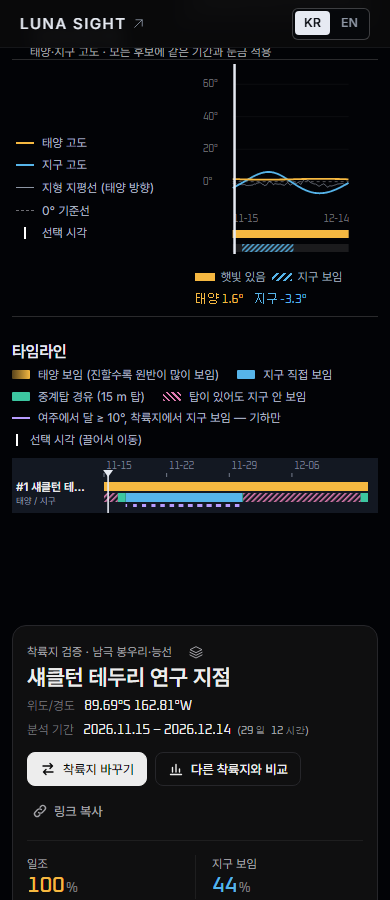 LUNA SIGHT ↗ KR EN
태양·지구 고도 · 모든 후보에 같은 기간과 눈금 적용
60°
40°
20°
0°
태양 고도
지구 고도
지형 지평선 (태양 방향)
0° 기준선
선택 시각
11-15 12-14
햇빛 있음 지구 보임
태양 1.6° 지구 -3.3°
타임라인
태양 보임 (진할수록 원반이 많이 보임) 지구 직접 보임
중계탑 경유 (15 m 탑) 탑이 있어도 지구 안 보임
여주에서 달 ≥ 10°, 착륙지에서 지구 보임 — 기하만
선택 시각 (끌어서 이동)
11-15 11-22 11-29 12-06
#1 섀클턴 테…
태양 / 지구
착륙지 검증 · 남극 봉우리·능선
섀클턴 테두리 연구 지점
위도/경도 89.69°S 162.81°W
분석 기간 2026.11.15 – 2026.12.14 (29일 12시간)
착륙지 바꾸기 다른 착륙지와 비교
링크 복사
일조 지구 보임
100% 44%